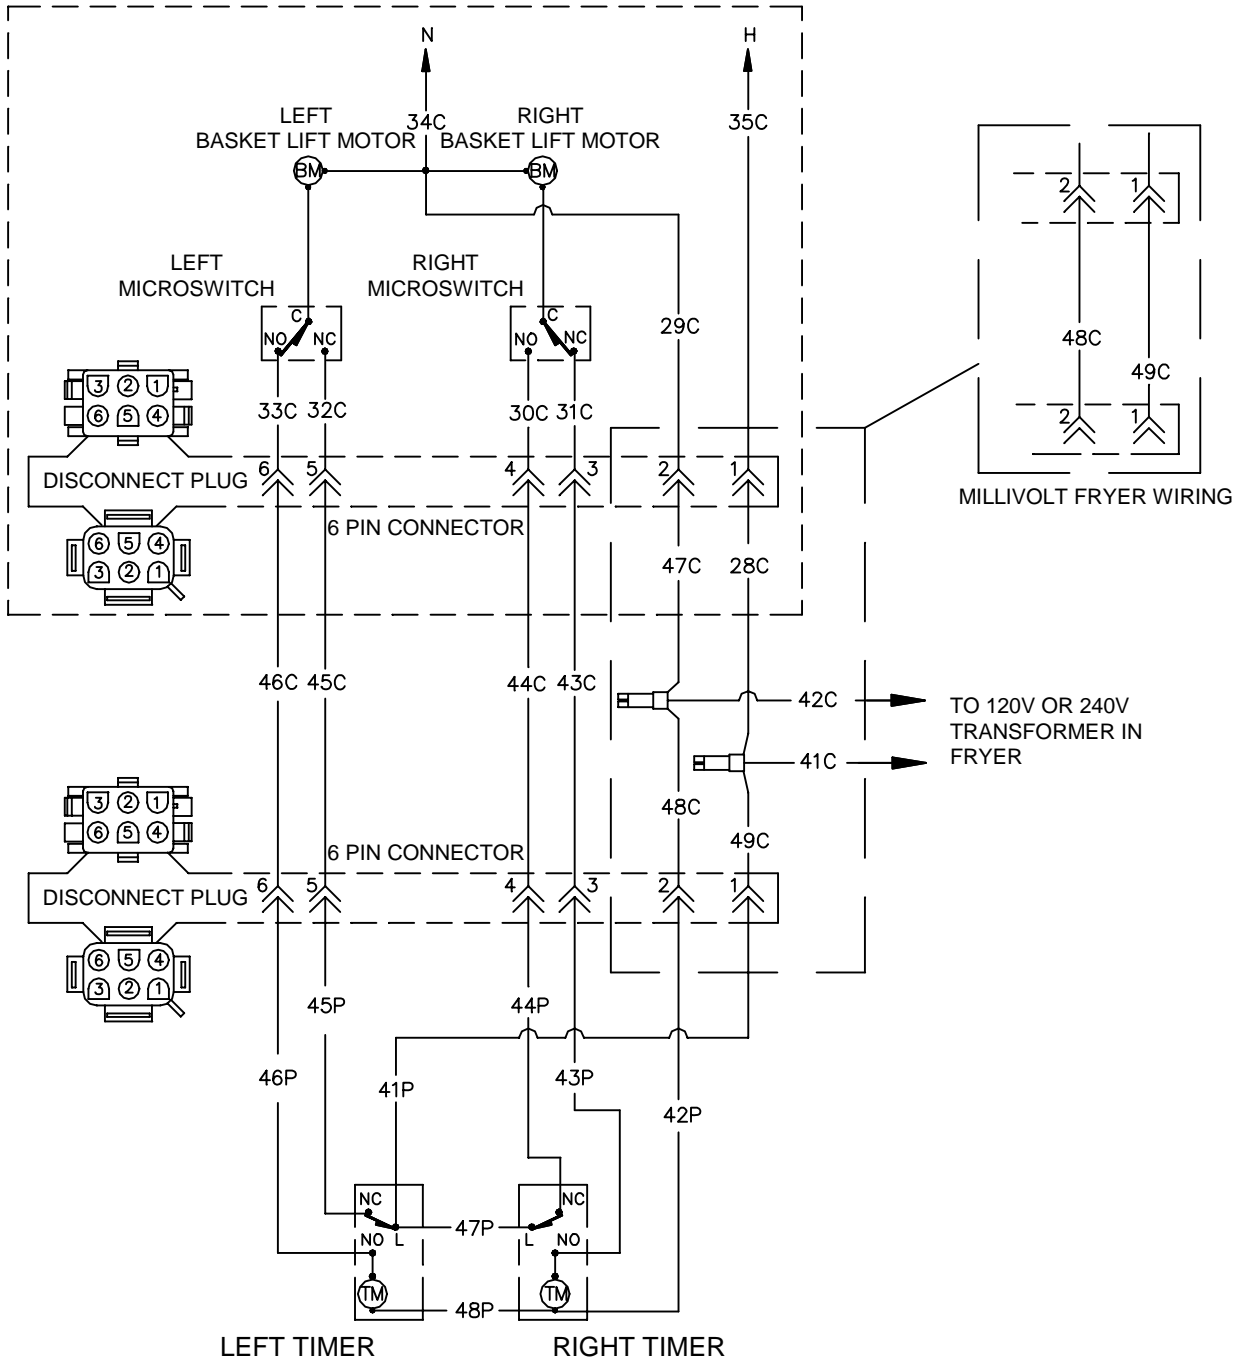 N
H
34C
35C
LEFT
BASKET LIFT MOTOR
RIGHT
BASKET LIFT MOTOR
BM
BM
2
1
LEFT
MICROSWITCH
RIGHT
MICROSWITCH
C
NO
NC
C
NO
NC
29C
48C
49C
3
2
1
6
5
4
33C
32C
30C
31C
2
1
DISCONNECT PLUG
6
5
4
3
2
1
MILLIVOLT FRYER WIRING
6 PIN CONNECTOR
6
5
4
3
2
1
47C
28C
46C
45C
44C
43C
42C
TO 120V OR 240V
TRANSFORMER IN
FRYER
41C
3
2
1
6
5
4
48C
49C
6 PIN CONNECTOR
DISCONNECT PLUG
6
5
4
3
2
1
6
5
4
3
2
1
45P
44P
46P
41P
43P
42P
NC
L
NO
TM
47P
NC
L
NO
TM
48P
LEFT TIMER
RIGHT TIMER